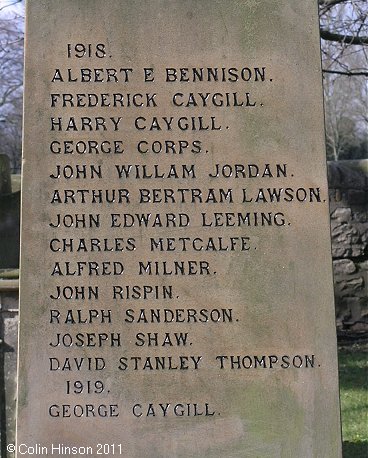 1918.
ALBERT E BENNISON.
FREDERICK CAYGILL.
HARRY CAYGILL.
GEORGE CORPS.
JOHN WILLAM JORDAN.
ARTHUR BERTRAM LAWSON.
JOHN EDWARD LEEMING.
CHARLES METCALFE.
ALFRED MILNER.
JOHN RISPIN.
RALPH SANDERSON.
JOSEPH SHAW.
DAVID STANLEY THOMPSON.
1919.
GEORGE CAYGILL.
©Colin Hinson 2011